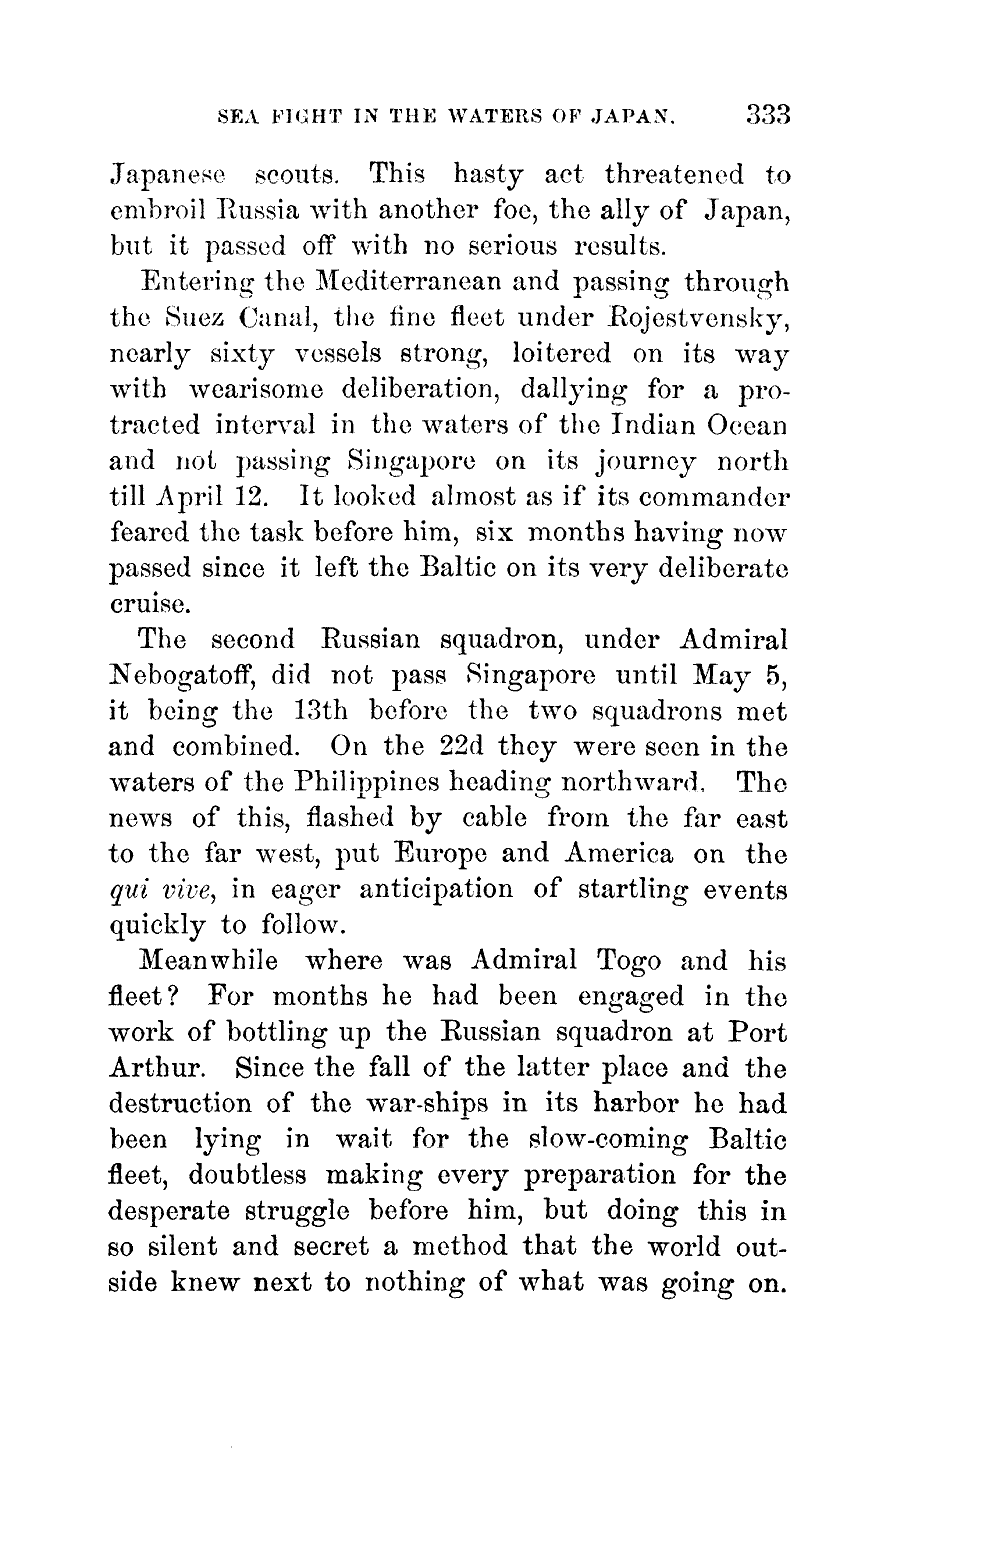 SEA FIGHT IN THE WATERS OF JAPAN. 333
Japanese scouts. This hasty act threatened to
embroil Russia with another foe, the ally of Japan,
but it passed off with no serious results.
Entering the Mediterranean and passing through
the Suez Canal, the fine fleet under Rojestvensky,
nearly sixty vessels strong, loitered on its way
with wearisome deliberation, dallying for a pro-
tracted interval in the waters of the Indian Ocean
and not passing Singapore on its journey north
till April 12. It looked almost as if its commander
feared the task before him, six months having now
passed since it left the Baltic on its very deliberate
cruise.
The second Russian squadron, under Admiral
Nebogatoff, did not pass Singapore until May 5,
it being the 13th before the two squadrons met
and combined. On the 22d they were seen in the
waters of the Philippines heading northward. The
news of this, flashed by cable from the far east
to the far west, put Europe and America on the
qui vive, in eager anticipation of startling events
quickly to follow.
Meanwhile where was Admiral Togo and his
fleet? For months he had been engaged in the
work of bottling up the Russian squadron at Port
Arthur. Since the fall of the latter place and the
destruction of the war-ships in its harbor he had
been lying in wait for the slow-coming Baltic
fleet, doubtless making every preparation for the
desperate struggle before him, but doing this in
so silent and secret a method that the world out-
side knew next to nothing of what was going on.